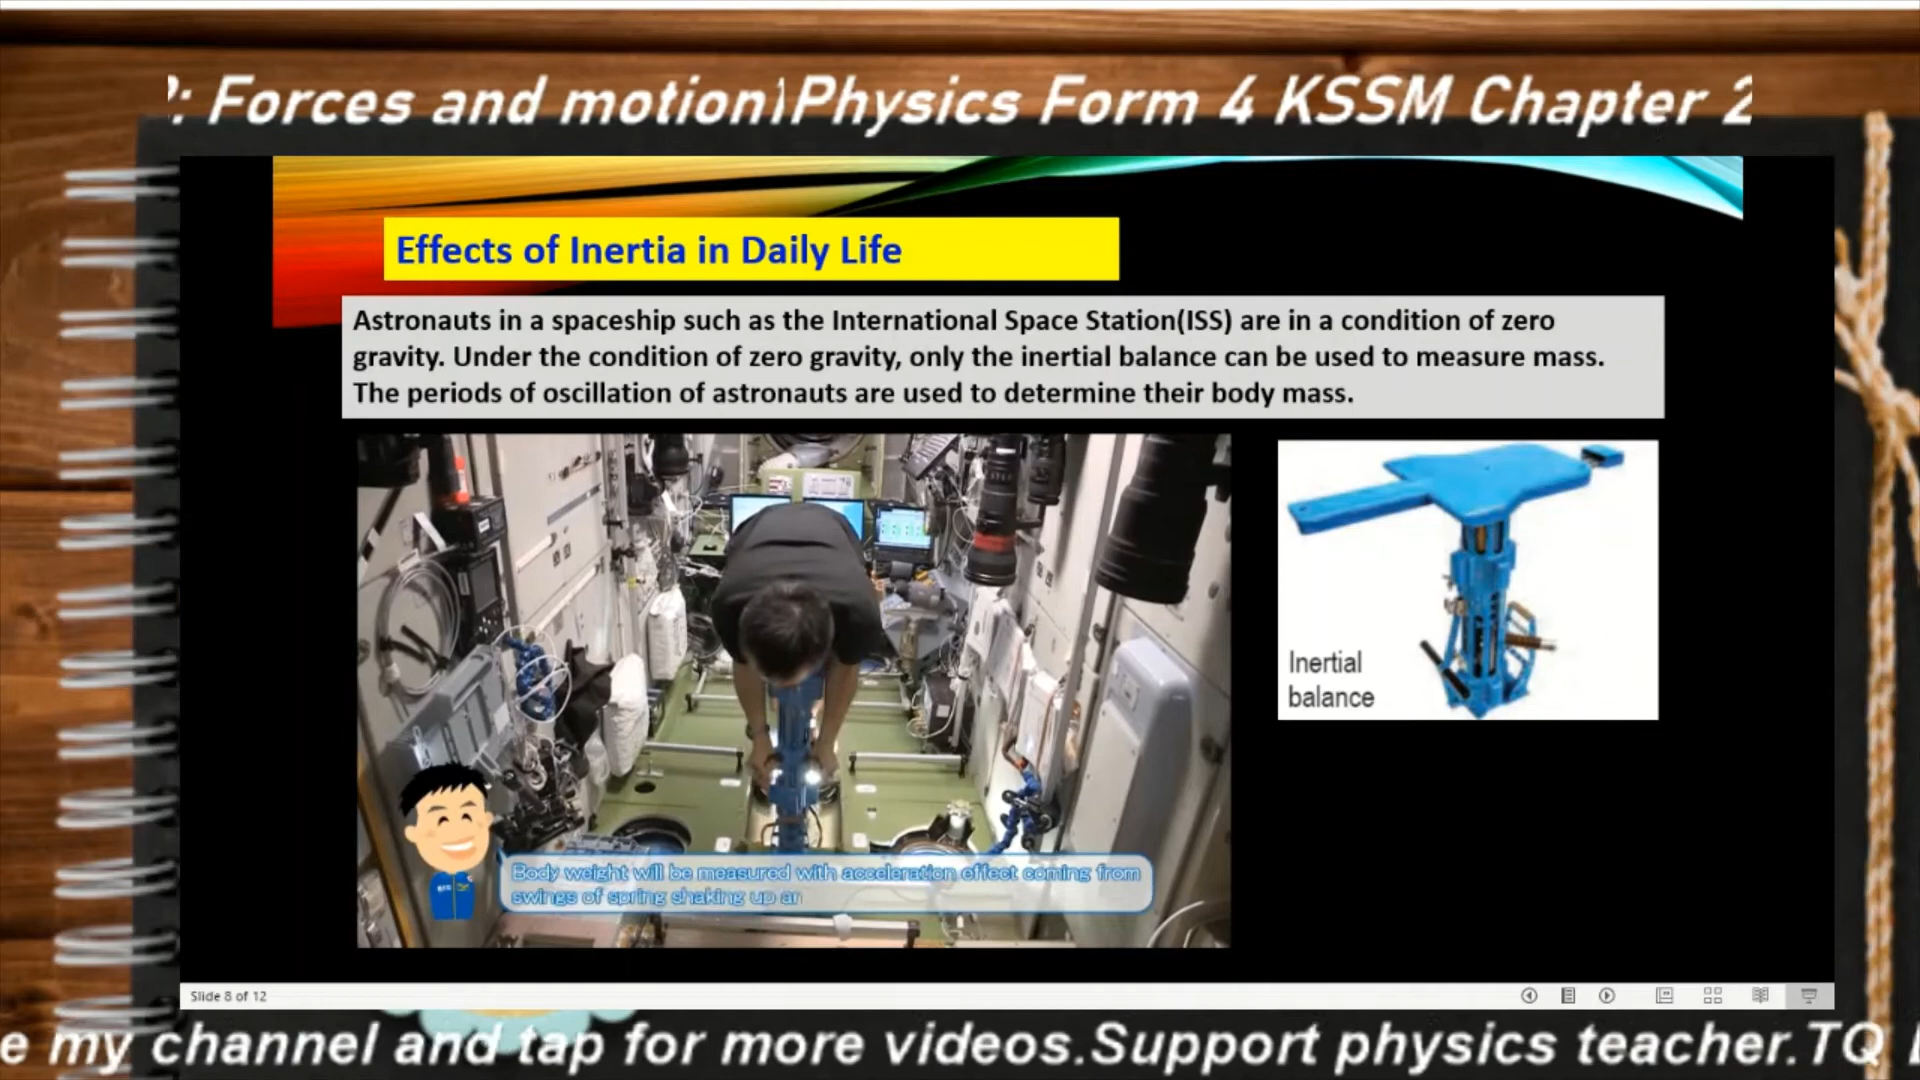 : Forces and motion)Physics Form 4 KSSM Chapter 2
Effects of Inertia in Daily Life
Astronauts in a spaceship such as the International Space Station(ISS) are in a condition of zero
gravity. Under the condition of zero gravity, only the inertial balance can be used to measure mass.
The periods of oscillation of astronauts are used to determine their body mass.
Inertial
balance
Body weight will be measured with acceleration effect coming from
swings of spring shaking up an
Slide 8 of 12
e my channel and tap for more videos.Support physics teacher.TQ